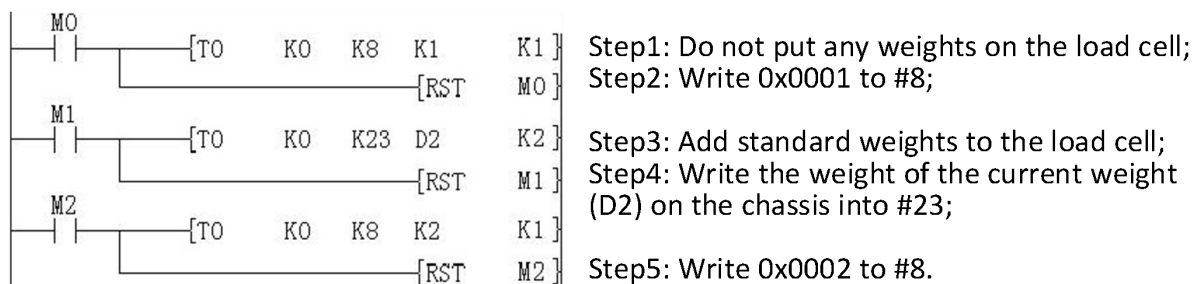 M0
[TO K0 K8 K1 K1] Step1: Do not put any weights on the load cell;
[RST M0] Step2: Write 0x0001 to #8;
M1
[TO K0 K23 D2 K2] Step3: Add standard weights to the load cell;
[RST M1] Step4: Write the weight of the current weight
M2 (D2) on the chassis into #23;
[TO K0 K8 K2 K1]
[RST M2] Step5: Write 0x0002 to #8.